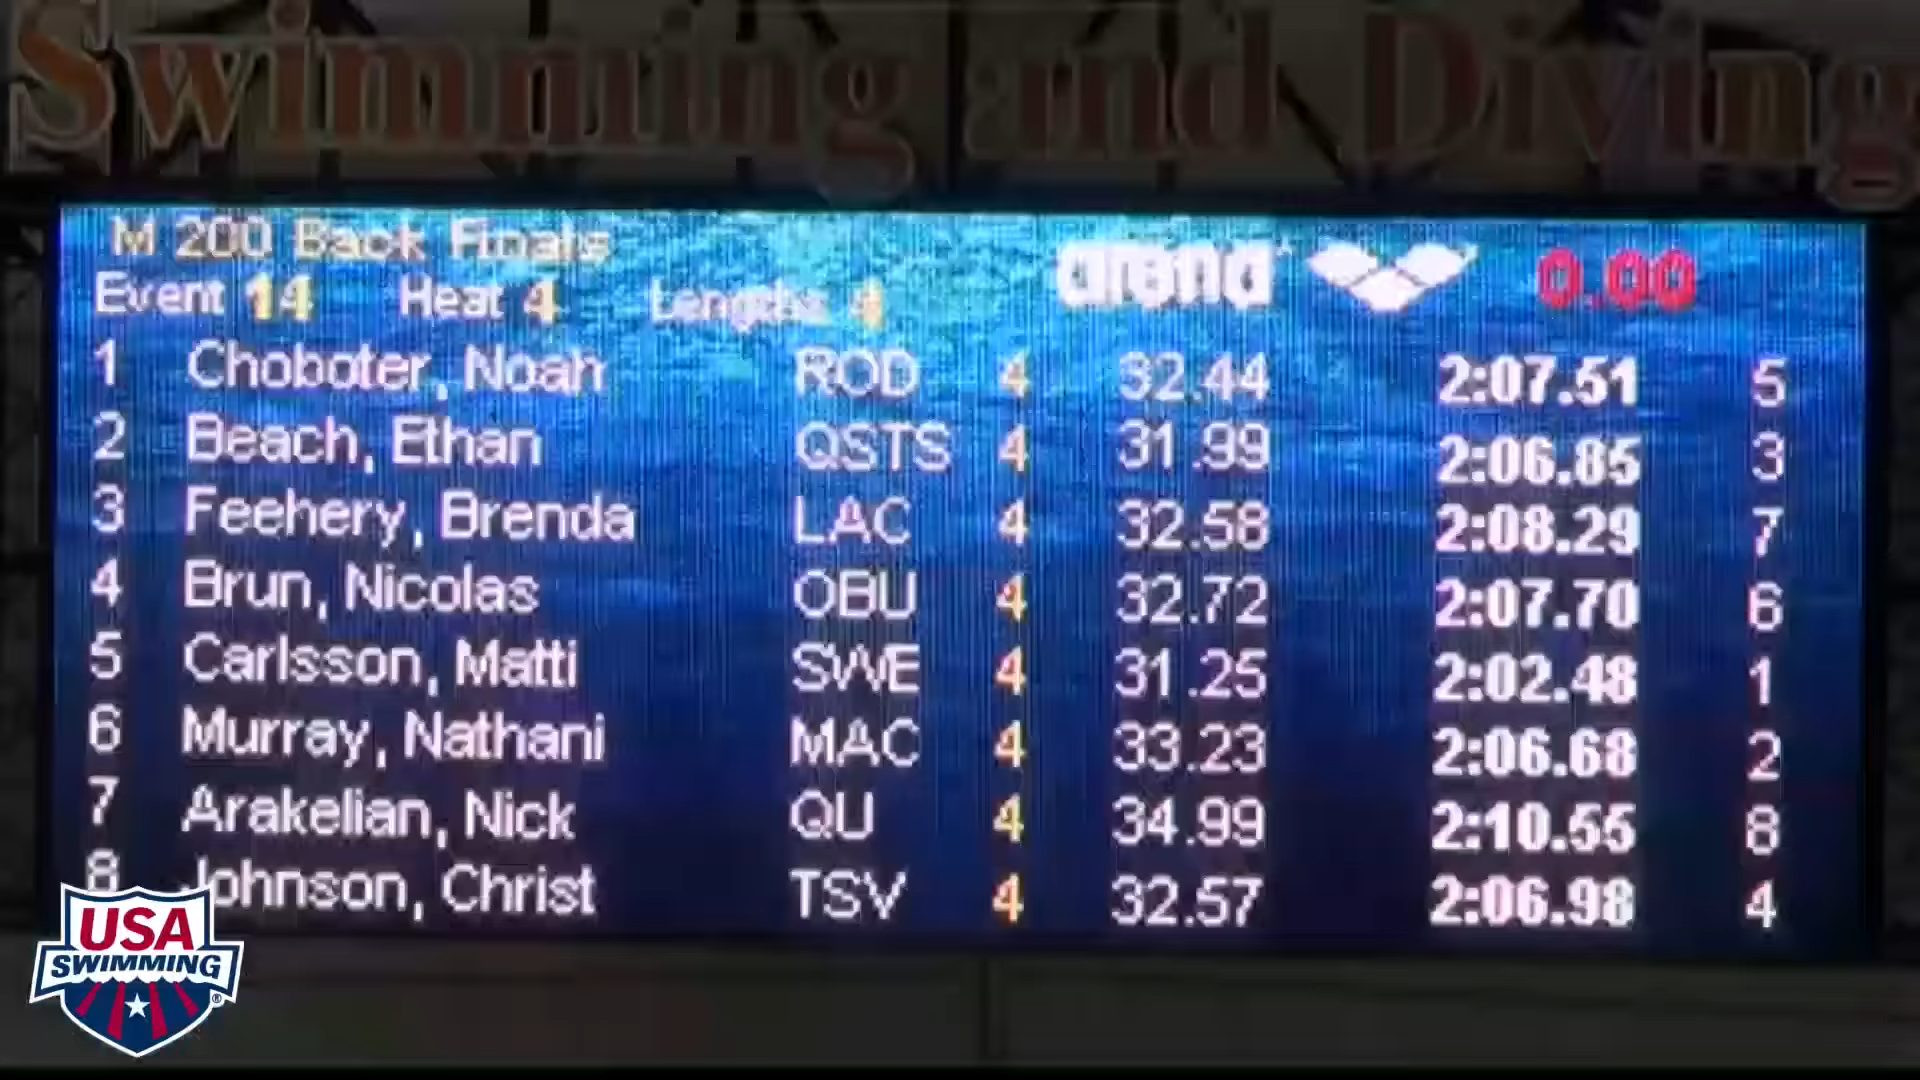 Swimming and Diving
M 200 Back Finals
arena 0.00
Event 14 Heat 4 Lengths 4
1 Choboter, Noah ROD 4 32.44 2:07.51 5
2 Beach, Ethan QSTS 4 31.99 2:06.85 3
3 Feehery, Brenda LAC 4 32.58 2:08.29 7
4 Brun, Nicolas OBU 4 32.72 2:07.70 6
5 Carlsson, Matti SWE 4 31.25 2:02.48 1
6 Murray, Nathani MAC 4 33.23 2:06.68 2
7 Arakelian, Nick QU 4 34.99 2:10.55 8
8 Johnson, Christ TSV 4 32.57 2:06.98 4
USA
SWIMMING